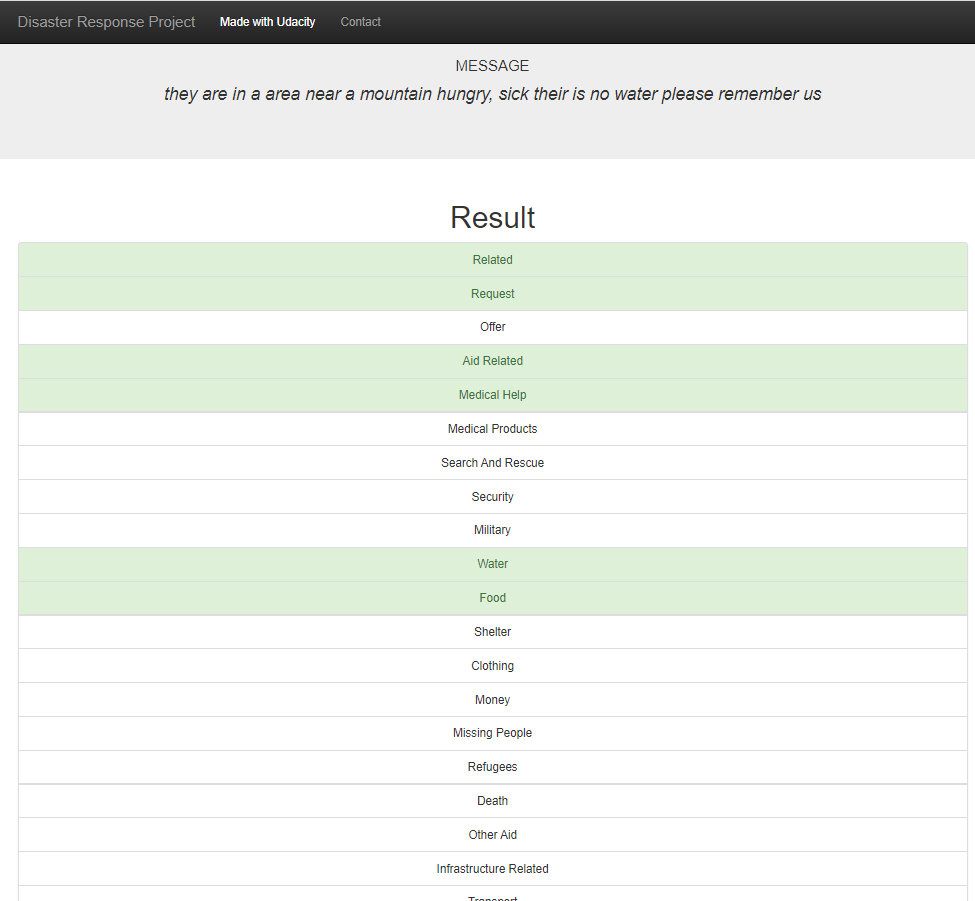 Disaster Response Project Made with Udacity Contact
MESSAGE
they are in a area near a mountain hungry, sick their is no water please remember us
Result
Related
Request
Offer
Aid Related
Medical Help
Medical Products
Search And Rescue
Security
Military
Water
Food
Shelter
Clothing
Money
Missing People
Refugees
Death
Other Aid
Infrastructure Related
Transport